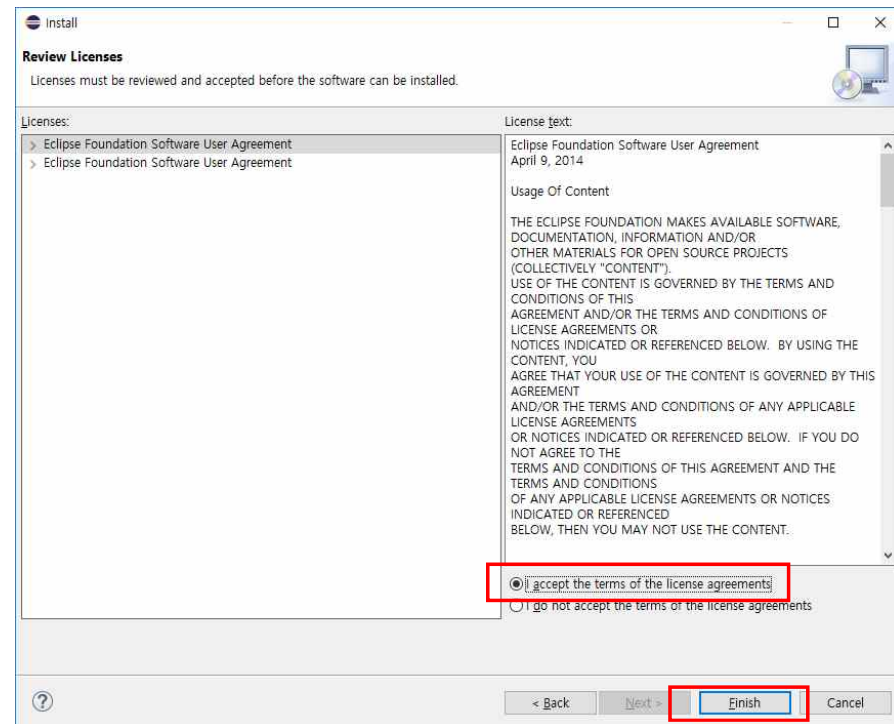 Install
Review Licenses
Licenses must be reviewed and accepted before the software can be installed.
Licenses:
Eclipse Foundation Software User Agreement
Eclipse Foundation Software User Agreement
License text:
Eclipse Foundation Software User Agreement
April 9, 2014
Usage Of Content
THE ECLIPSE FOUNDATION MAKES AVAILABLE SOFTWARE,
DOCUMENTATION, INFORMATION AND/OR
OTHER MATERIALS FOR OPEN SOURCE PROJECTS
(COLLECTIVELY "CONTENT").
USE OF THE CONTENT IS GOVERNED BY THE TERMS AND
CONDITIONS OF THIS
AGREEMENT AND/OR THE TERMS AND CONDITIONS OF
LICENSE AGREEMENTS OR
NOTICES INDICATED OR REFERENCED BELOW.  BY USING THE
CONTENT, YOU
AGREE THAT YOUR USE OF THE CONTENT IS GOVERNED BY THIS
AGREEMENT
AND/OR THE TERMS AND CONDITIONS OF ANY APPLICABLE
LICENSE AGREEMENTS
OR NOTICES INDICATED OR REFERENCED BELOW.  IF YOU DO
NOT AGREE TO THE
TERMS AND CONDITIONS OF THIS AGREEMENT AND THE
TERMS AND CONDITIONS
OF ANY APPLICABLE LICENSE AGREEMENTS OR NOTICES
INDICATED OR REFERENCED
BELOW, THEN YOU MAY NOT USE THE CONTENT.
I accept the terms of the license agreements
I do not accept the terms of the license agreements
< Back
Next >
Finish
Cancel